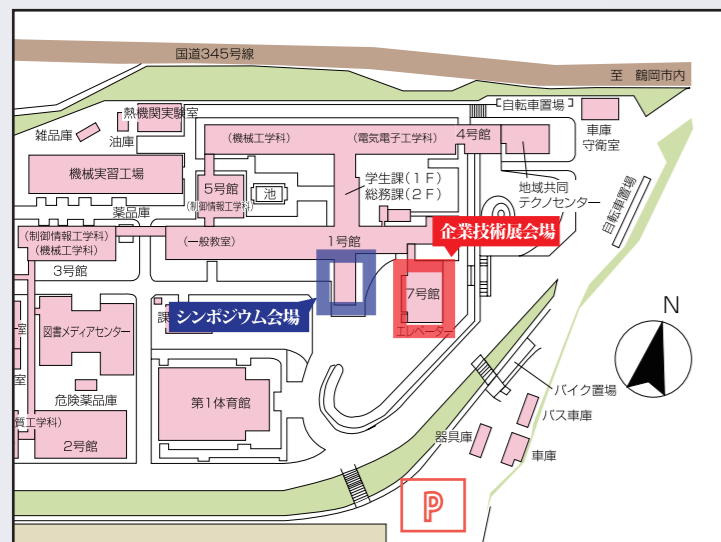 国道345号線
至 鶴岡市内
熱機関実験室
自転車置場
雑品庫
油庫
(機械工学科)
(電気電子工学科)
4号館
車庫
守衛室
機械実習工場
5号館
(制御情報工学科)
池
学生課(1F)
総務課(2F)
地域共同
テクノセンター
自転車置場
薬品庫
(制御情報工学科)
(機械工学科)
(一般教室)
1号館
企業技術展会場
3号館
7号館
エレベーター
シンポジウム会場
課
N
図書メディアセンター
室
室
危険薬品庫
第1体育館
バイク置場
バス車庫
質工学科)
2号館
器具庫
車庫
P